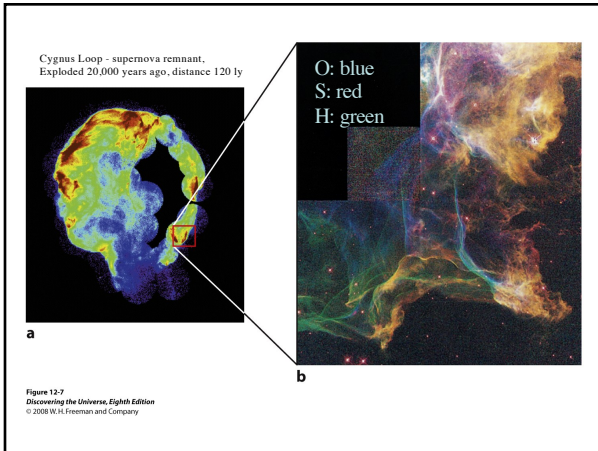 Cygnus Loop - supernova remnant,
Exploded 20,000 years ago, distance 120 ly
O: blue
S: red
H: green
a
b
Figure 12-7
Discovering the Universe, Eighth Edition
© 2008 W. H. Freeman and Company